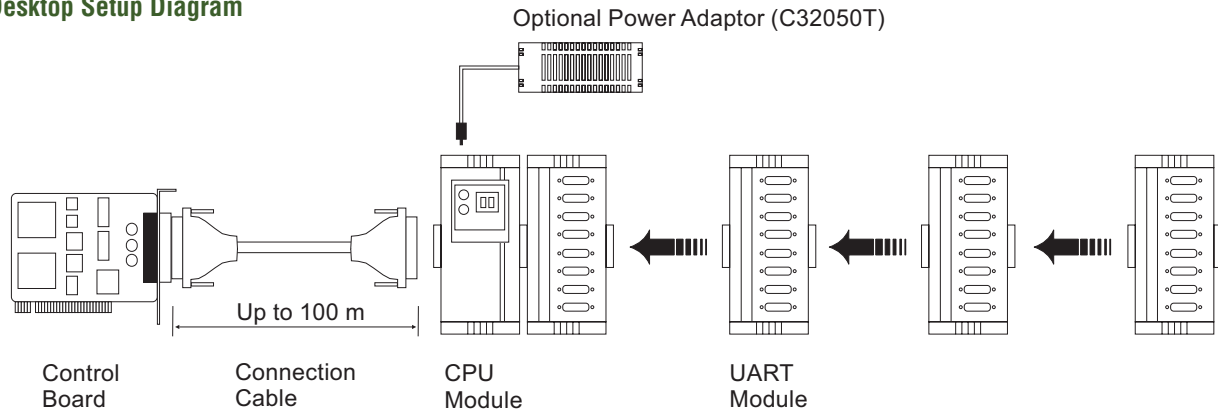 Desktop Setup Diagram
Optional Power Adaptor (C32050T)
Up to 100 m
Control
Board
Connection
Cable
CPU
Module
UART
Module